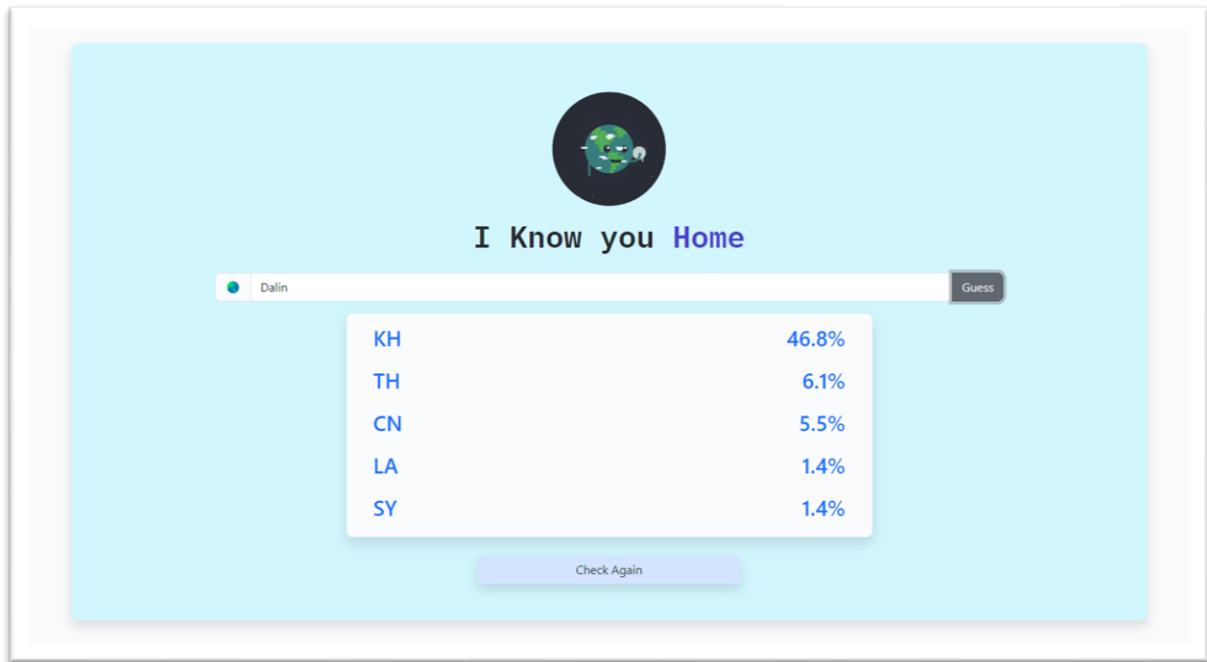 I Know you Home
Dalin Guess
KH 46.8%
TH 6.1%
CN 5.5%
LA 1.4%
SY 1.4%
Check Again